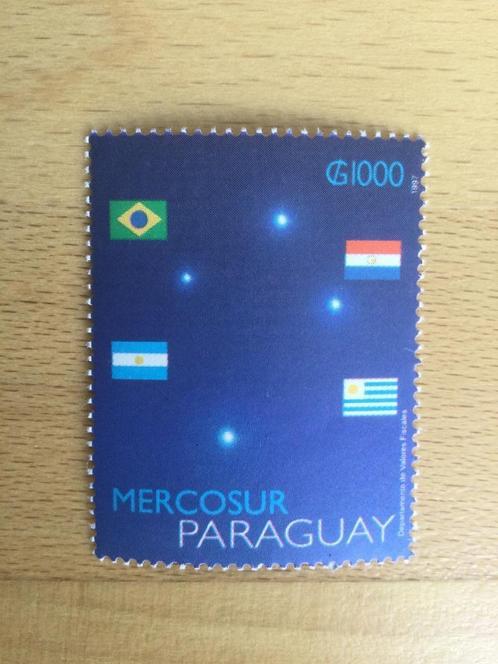 ₲1000
1997
MERCOSUR
PARAGUAY
Departamento de Valores Fiscales